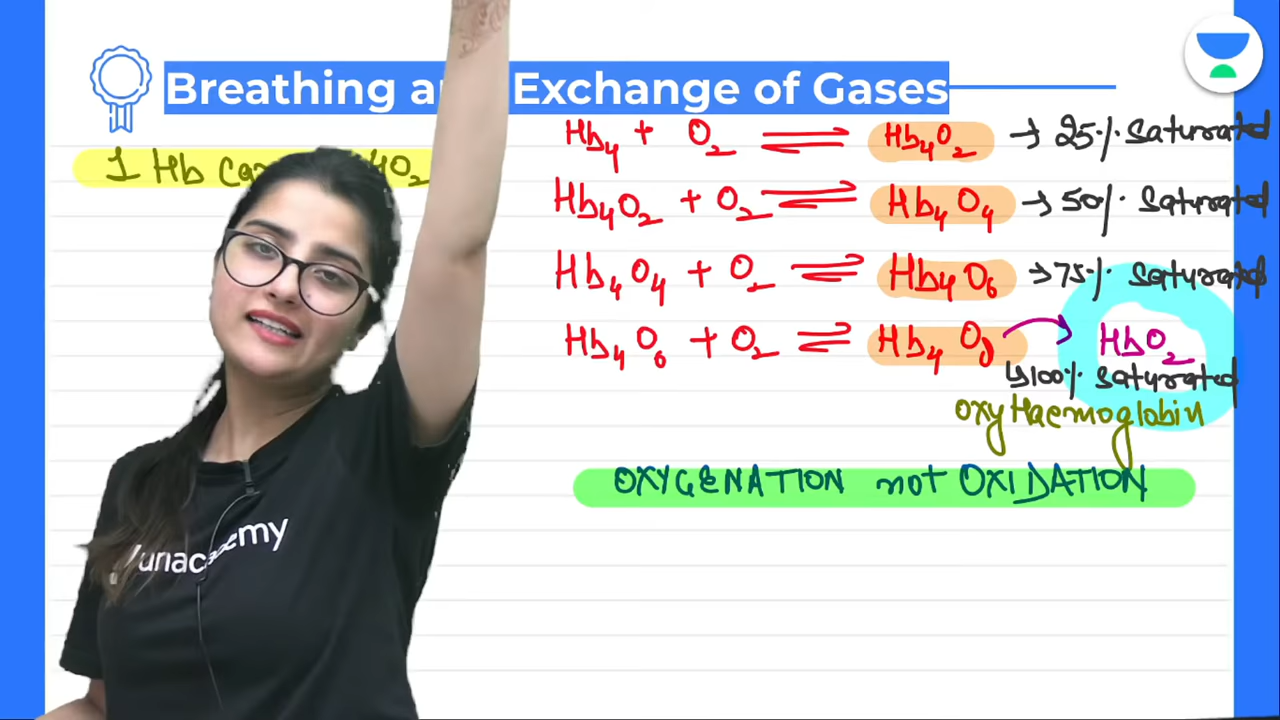 Breathing a Exchange of Gases
1 Hb Ca 4O₂
Hb₄ + O₂ ⇌ Hb₄O₂ → 25% Saturated
Hb₄O₂ + O₂ ⇌ Hb₄O₄ → 50% Saturated
Hb₄O₄ + O₂ ⇌ Hb₄O₆ → 75% Saturated
Hb₄O₆ + O₂ ⇌ Hb₄O₈ → HbO₂
↳ 100% Saturated
OxyHaemoglobin
OXYGENATION not OXIDATION
unacademy